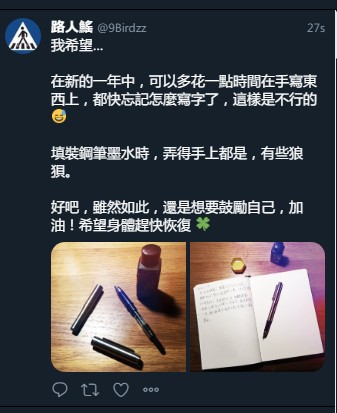 路人鰩 @9Birdzz 27s
我希望...
在新的一年中，可以多花一點時間在手寫東
西上，都快忘記怎麼寫字了，這樣是不行的
😅
填裝鋼筆墨水時，弄得手上都是，有些狼
狽。
好吧，雖然如此，還是想要鼓勵自己，加
油！希望身體趕快恢復 🍀